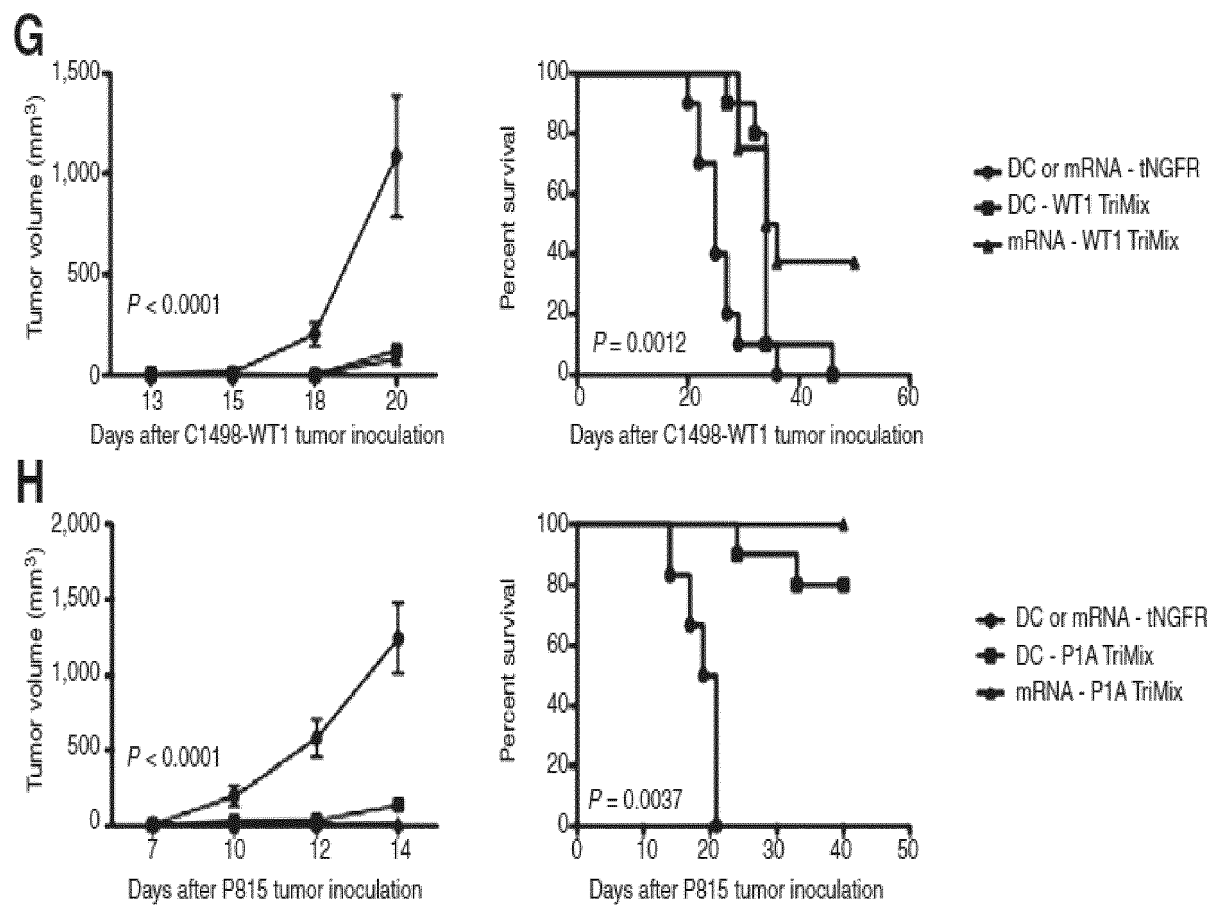 G
Tumor volume (mm³)
1,500
1,000
500
0
P < 0.0001
13 15 18 20
Days after C1498-WT1 tumor inoculation
Percent survival
100
80
60
40
20
0
P = 0.0012
0 20 40 60
Days after C1498-WT1 tumor inoculation
DC or mRNA - tNGFR
DC - WT1 TriMix
mRNA - WT1 TriMix
H
Tumor volume (mm³)
2,000
1,500
1,000
500
0
P < 0.0001
7 10 12 14
Days after P815 tumor inoculation
Percent survival
100
80
60
40
20
0
P = 0.0037
0 10 20 30 40 50
Days after P815 tumor inoculation
DC or mRNA - tNGFR
DC - P1A TriMix
mRNA - P1A TriMix